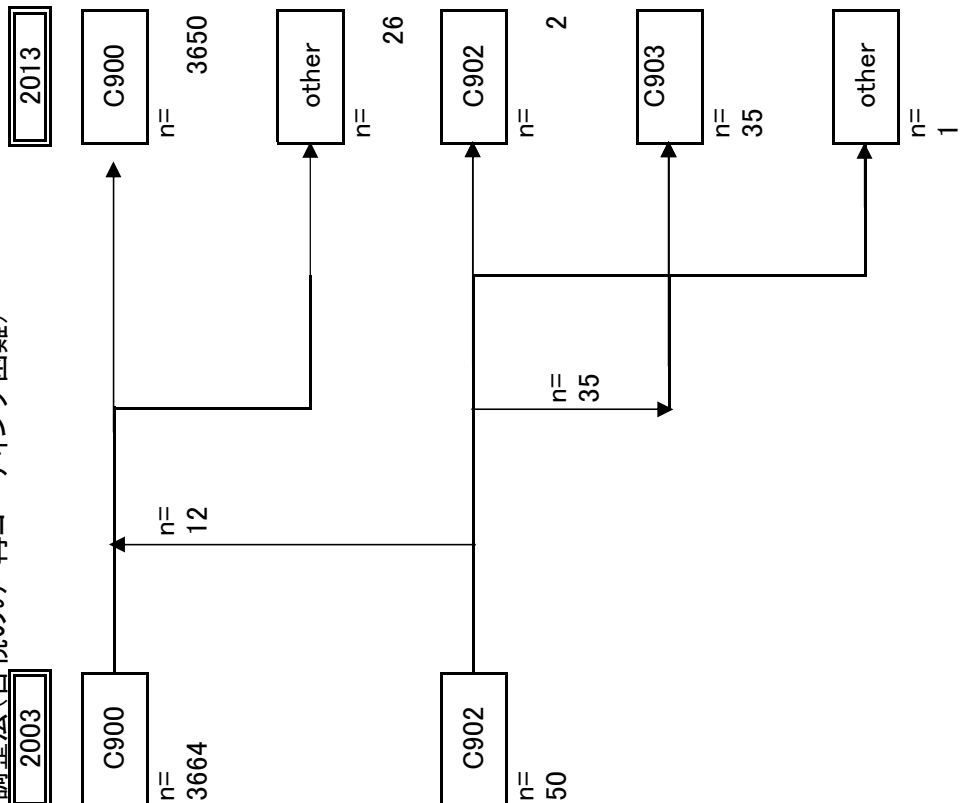 2003
2013
C900
n=
3664
n=
12
C900
n=
3650
other
n=
26
C902
n=
50
C902
n=
2
n=
35
C903
n=
35
other
n=
1